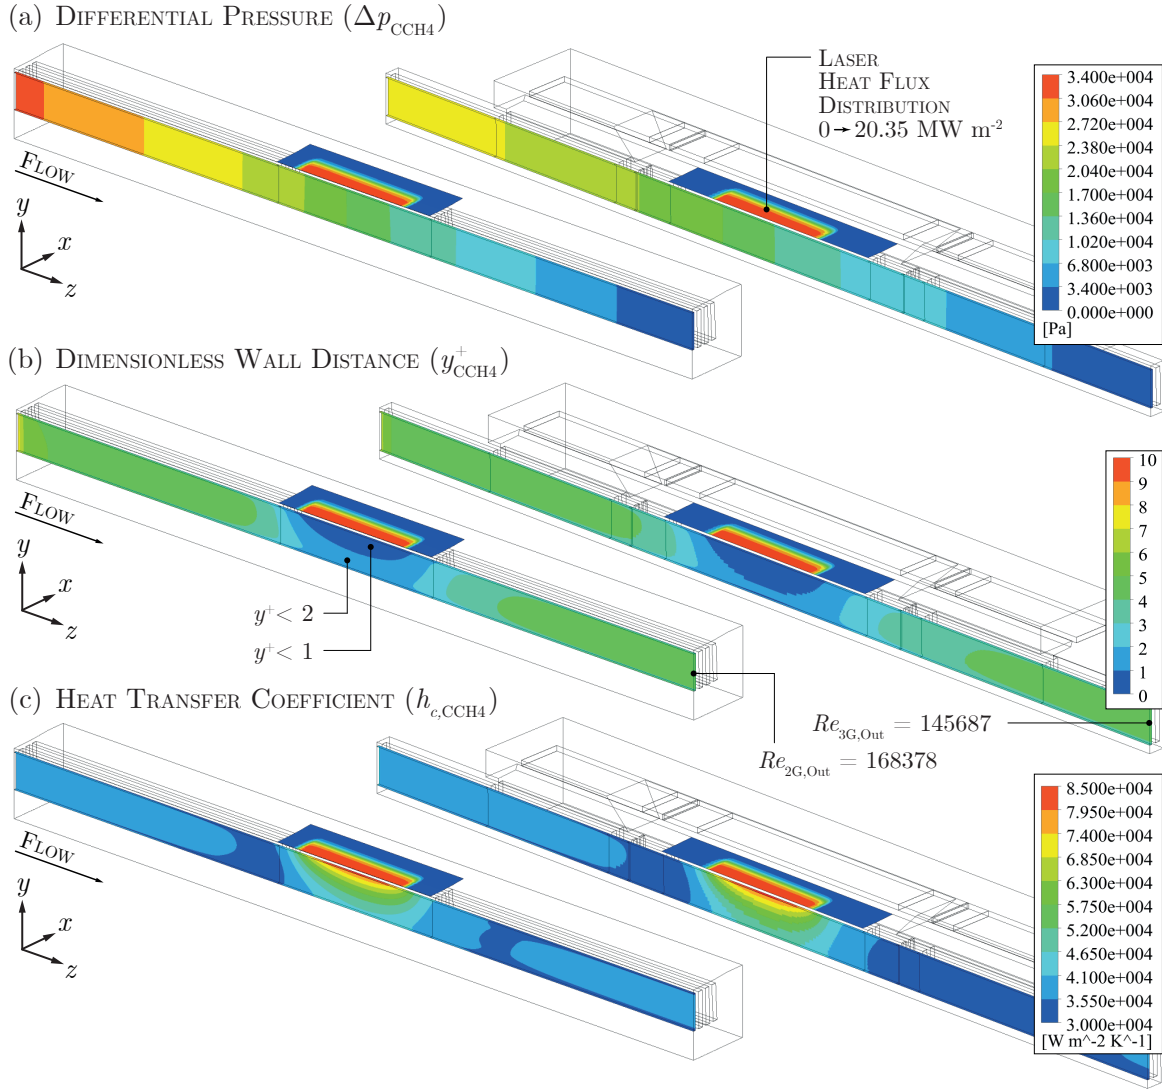 (a) DIFFERENTIAL PRESSURE (Δp_CCH4)
LASER
HEAT FLUX
DISTRIBUTION
0→20.35 MW m⁻²
3.400e+004
3.060e+004
2.720e+004
2.380e+004
2.040e+004
1.700e+004
1.360e+004
1.020e+004
6.800e+003
3.400e+003
0.000e+000
[Pa]
FLOW
y
x
z
(b) DIMENSIONLESS WALL DISTANCE (y⁺_CCH4)
10
9
8
7
6
5
4
3
2
1
0
FLOW
y
x
z
y⁺< 2
y⁺< 1
Re_3G,Out = 145687
Re_2G,Out = 168378
(c) HEAT TRANSFER COEFFICIENT (h_c,CCH4)
8.500e+004
7.950e+004
7.400e+004
6.850e+004
6.300e+004
5.750e+004
5.200e+004
4.650e+004
4.100e+004
3.550e+004
3.000e+004
[W m^-2 K^-1]
FLOW
y
x
z